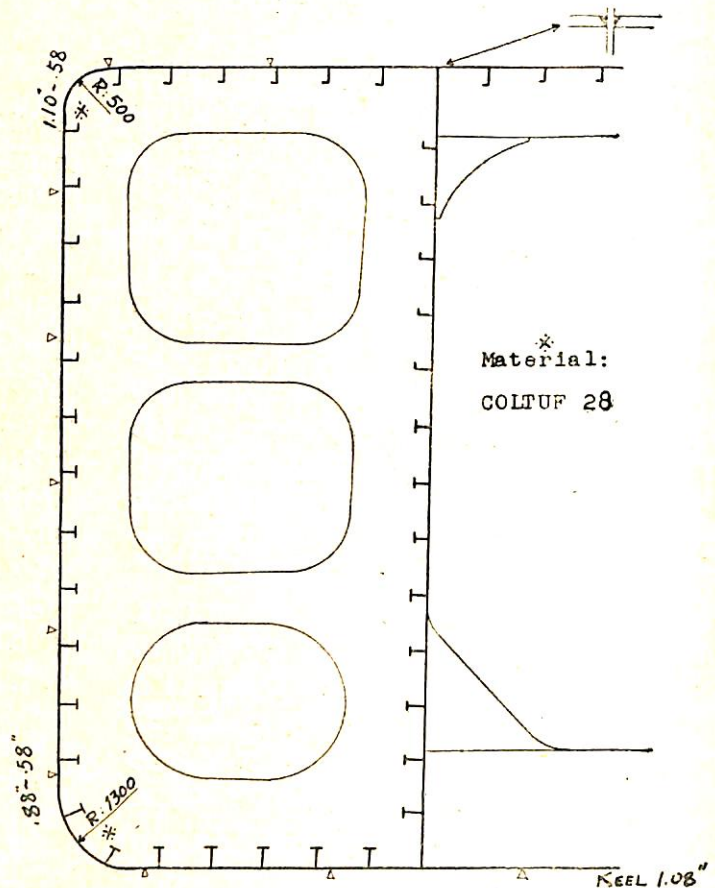 1.10"-.58
R:500
※
※
Material:
COLTUF 28
.88"-.58"
R:1300
※
KEEL 1.08"